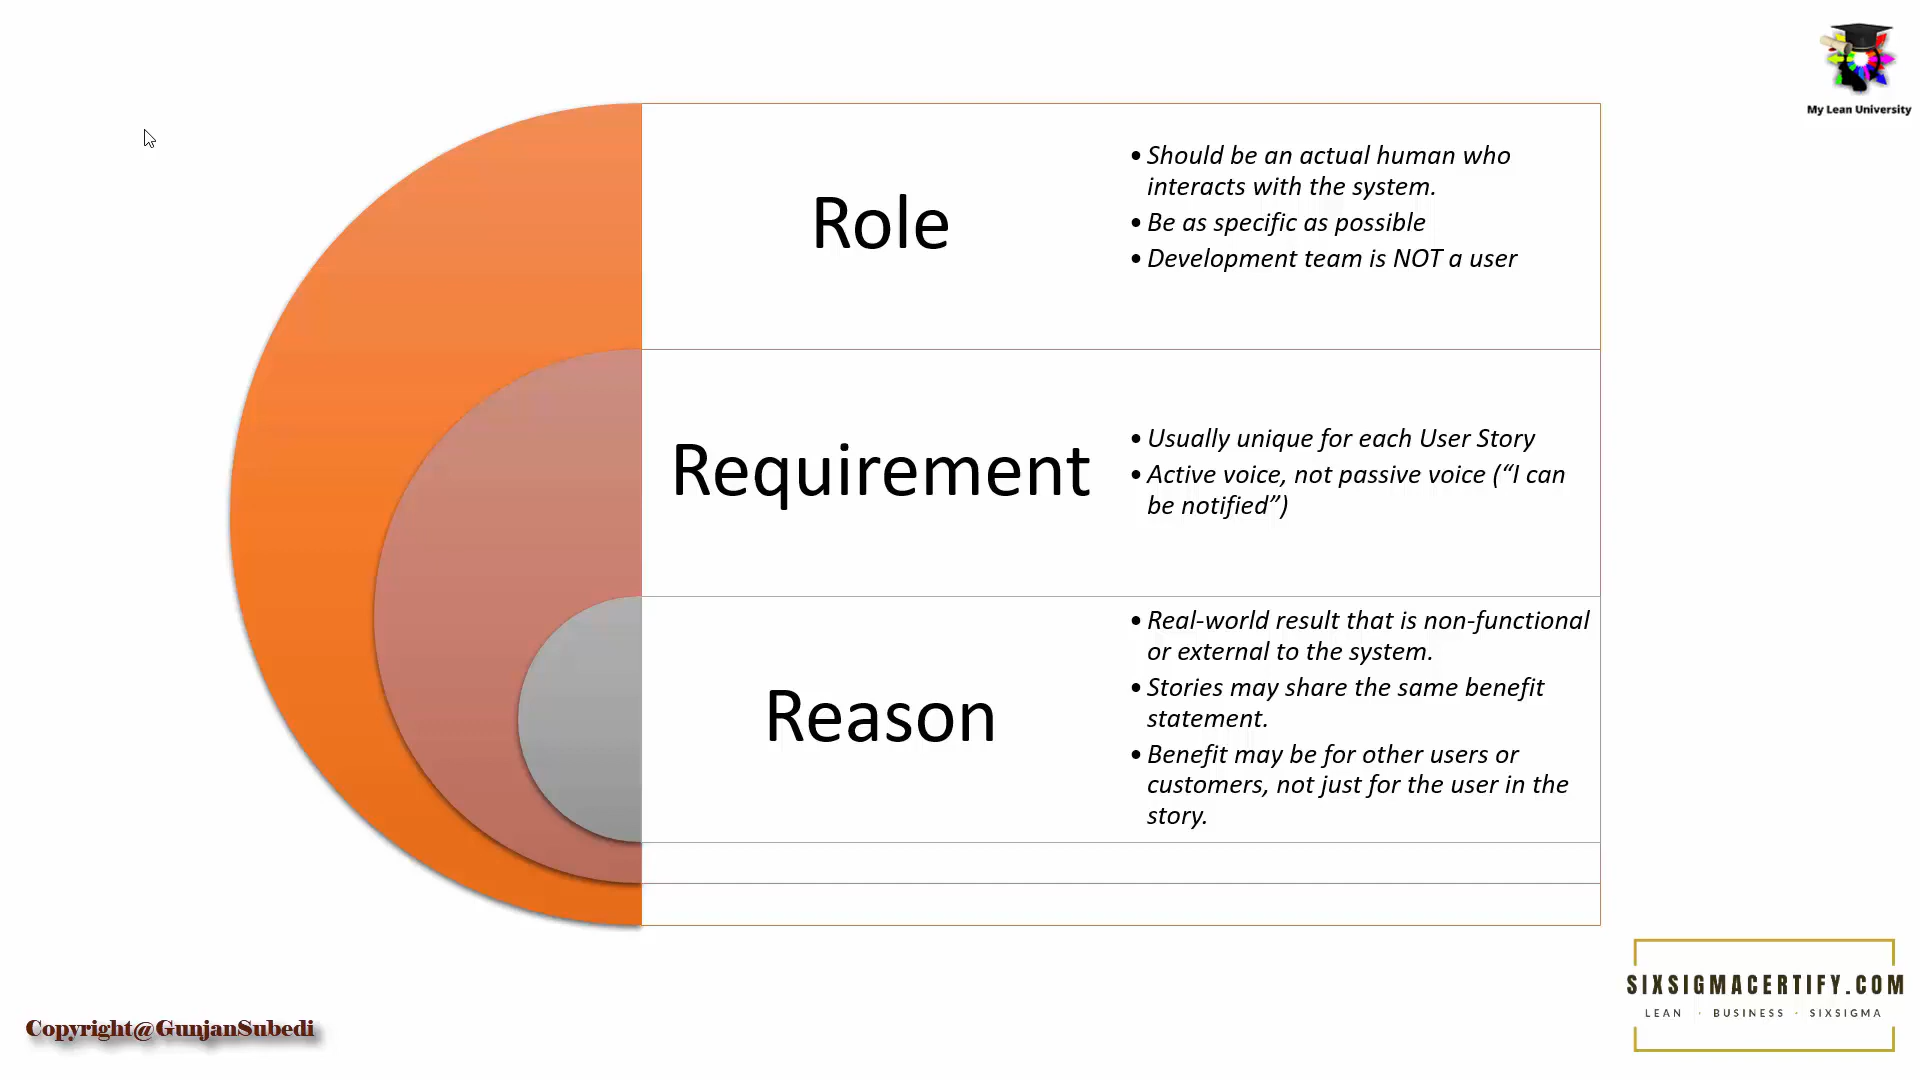 My Lean University
Role
• Should be an actual human who
interacts with the system.
• Be as specific as possible
• Development team is NOT a user
Requirement
• Usually unique for each User Story
• Active voice, not passive voice (“I can
be notified”)
Reason
• Real-world result that is non-functional
or external to the system.
• Stories may share the same benefit
statement.
• Benefit may be for other users or
customers, not just for the user in the
story.
SIXSIGMACERTIFY.COM
LEAN · BUSINESS · SIXSIGMA
Copyright@GunjanSubedi